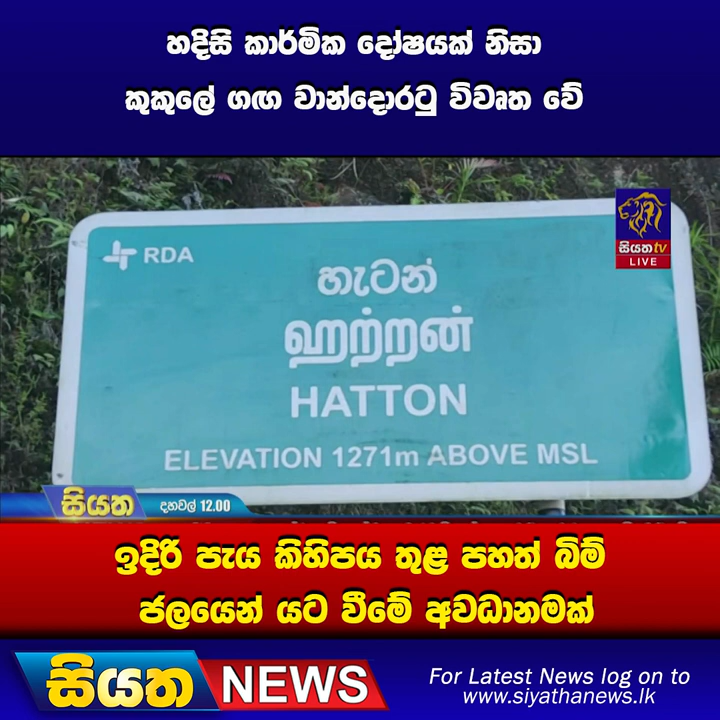 හදිසි කාර්මික දෝෂයක් නිසා
කුකුලේ ගඟ වාන්දොරටු විවෘත වේ
සියත tv
LIVE
RDA
හැටන්
ஹற்றன்
HATTON
ELEVATION 1271m ABOVE MSL
සියත
දහවල් 12.00
ඉදිරි පැය කිහිපය තුළ පහත් බිම්
ජලයෙන් යට වීමේ අවධානමක්
සියත NEWS
For Latest News log on to
www.siyathanews.lk